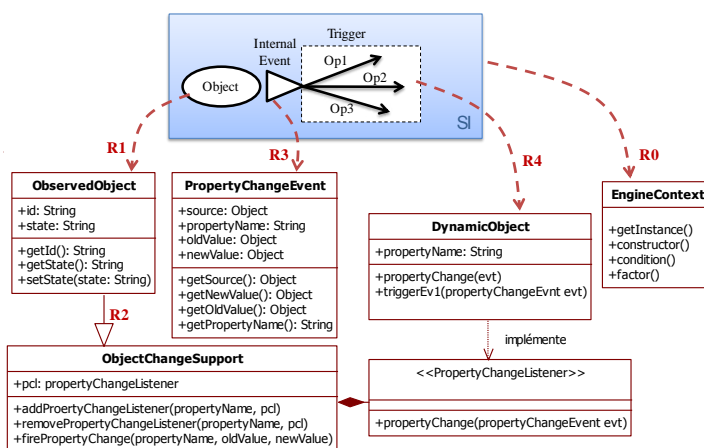 Internal
Event
Trigger
Object
Op1
Op2
Op3
SI
R1
R3
R4
R0
ObservedObject
+id: String
+state: String
+getId(): String
+getState(): String
+setState(state: String)
PropertyChangeEvent
+source: Object
+propertyName: String
+oldValue: Object
+newValue: Object
+getSource(): Object
+getNewValue(): Object
+getOldValue(): Object
+getPropertyName(): String
DynamicObject
+propertyName: String
+propertyChange(evt)
+triggerEv1(propertyChangeEvnt evt)
EngineContext
+getInstance()
+constructor()
+condition()
+factor()
R2
implémente
ObjectChangeSupport
+pcl: propertyChangeListener
+addProertyChangeListener(propertyName, pcl)
+removePropertyChangeListener(propertyName, pcl)
+firePropertyChange(propertyName, oldValue, newValue)
<<PropertyChangeListener>>
+propertyChange(propertyChangeEvent evt)